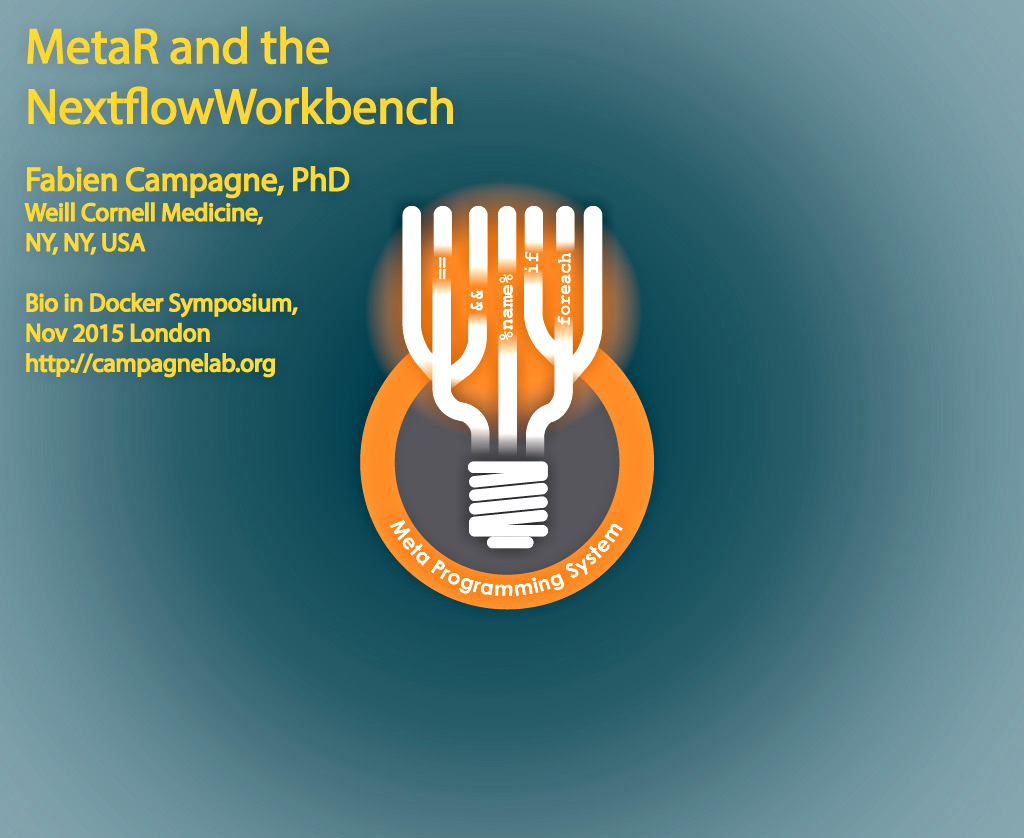 MetaR and the
NextflowWorkbench
Fabien Campagne, PhD
Weill Cornell Medicine,
NY, NY, USA
Bio in Docker Symposium,
Nov 2015 London
http://campagnelab.org
==
&&
%name%
if
foreach
Meta Programming System